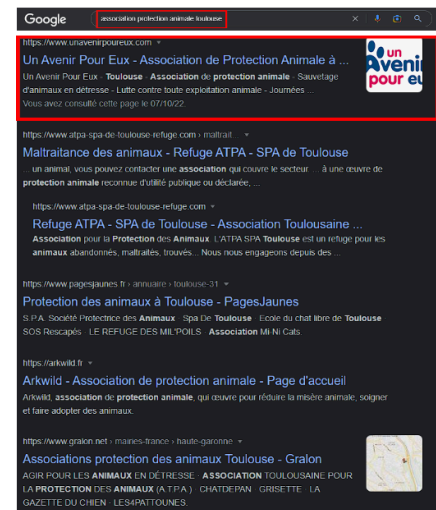 Google
association protection animale toulouse
https://www.unavenirpoureux.com
Un Avenir Pour Eux - Association de Protection Animale à ...
Un Avenir Pour Eux - Toulouse - Association de protection animale - Sauvetage
d'animaux en détresse - Lutte contre toute exploitation animale - Journées ...
Vous avez consulté cette page le 07/10/22.
un
Avenir
pour eu
https://www.atpa-spa-de-toulouse-refuge.com › maltrait...
Maltraitance des animaux - Refuge ATPA - SPA de Toulouse
... un animal, vous pouvez contacter une association qui couvre le secteur. ... à une œuvre de
protection animale reconnue d'utilité publique ou déclarée, ...
https://www.atpa-spa-de-toulouse-refuge.com
Refuge ATPA - SPA de Toulouse - Association Toulousaine ...
Association pour la Protection des Animaux. L'ATPA SPA Toulouse est un refuge pour les
animaux abandonnés, maltraités, trouvés... Nous nous engageons depuis des ...
https://www.pagesjaunes.fr › annuaire › toulouse-31
Protection des animaux à Toulouse - PagesJaunes
S.P.A. Société Protectrice des Animaux · Spa De Toulouse · Ecole du chat libre de Toulouse
SOS Rescapés · LE REFUGE DES MIL'POILS · Association Mi-Ni Cats.
https://arkwild.fr
Arkwild - Association de protection animale - Page d'accueil
Arkwild, association de protection animale, qui œuvre pour réduire la misère animale, soigner
et faire adopter des animaux.
https://www.gralon.net › mairies-france › haute-garonne
Associations protection des animaux Toulouse - Gralon
AGIR POUR LES ANIMAUX EN DÉTRESSE · ASSOCIATION TOULOUSAINE POUR
LA PROTECTION DES ANIMAUX (A.T.P.A.) · CHATDEPAN · GRISETTE · LA
GAZETTE DU CHIEN · LES4PATTOUNES.